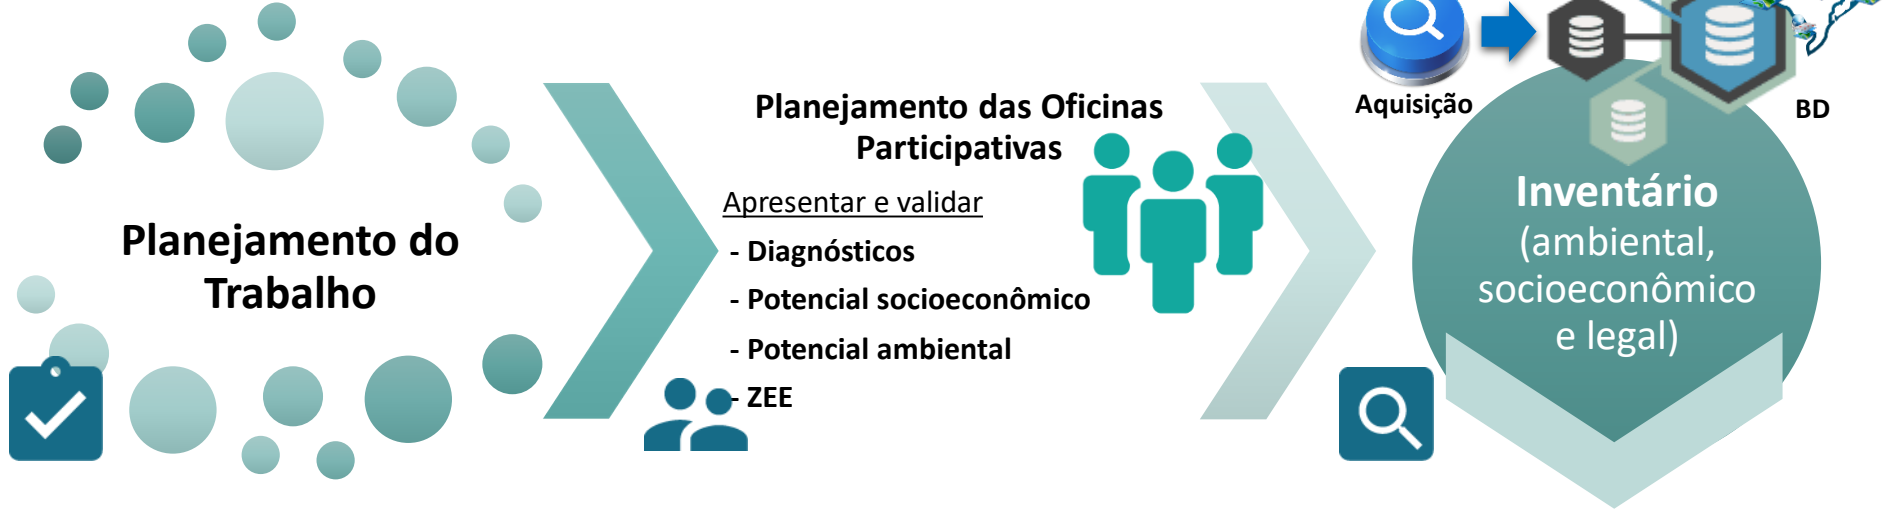 Planejamento do
Trabalho
Planejamento das Oficinas
Participativas
Apresentar e validar
- Diagnósticos
- Potencial socioeconômico
- Potencial ambiental
- ZEE
Aquisição
BD
Inventário
(ambiental,
socioeconômico
e legal)